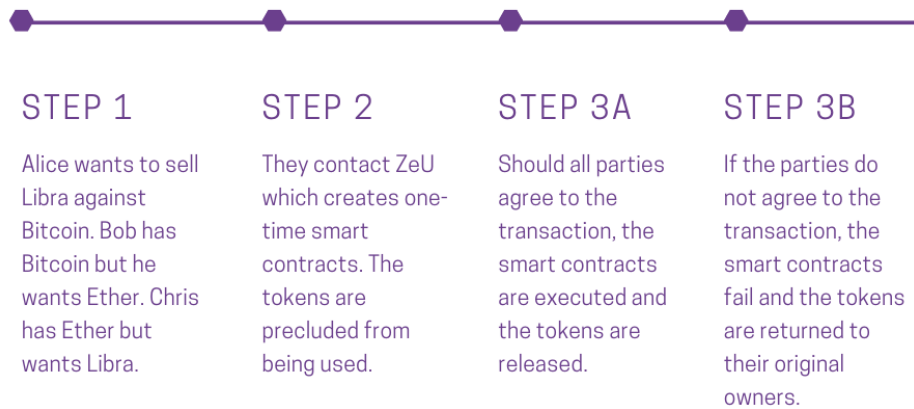 STEP 1
Alice wants to sell
Libra against
Bitcoin. Bob has
Bitcoin but he
wants Ether. Chris
has Ether but
wants Libra.
STEP 2
They contact ZeU
which creates one-
time smart
contracts. The
tokens are
precluded from
being used.
STEP 3A
Should all parties
agree to the
transaction, the
smart contracts
are executed and
the tokens are
released.
STEP 3B
If the parties do
not agree to the
transaction, the
smart contracts
fail and the tokens
are returned to
their original
owners.